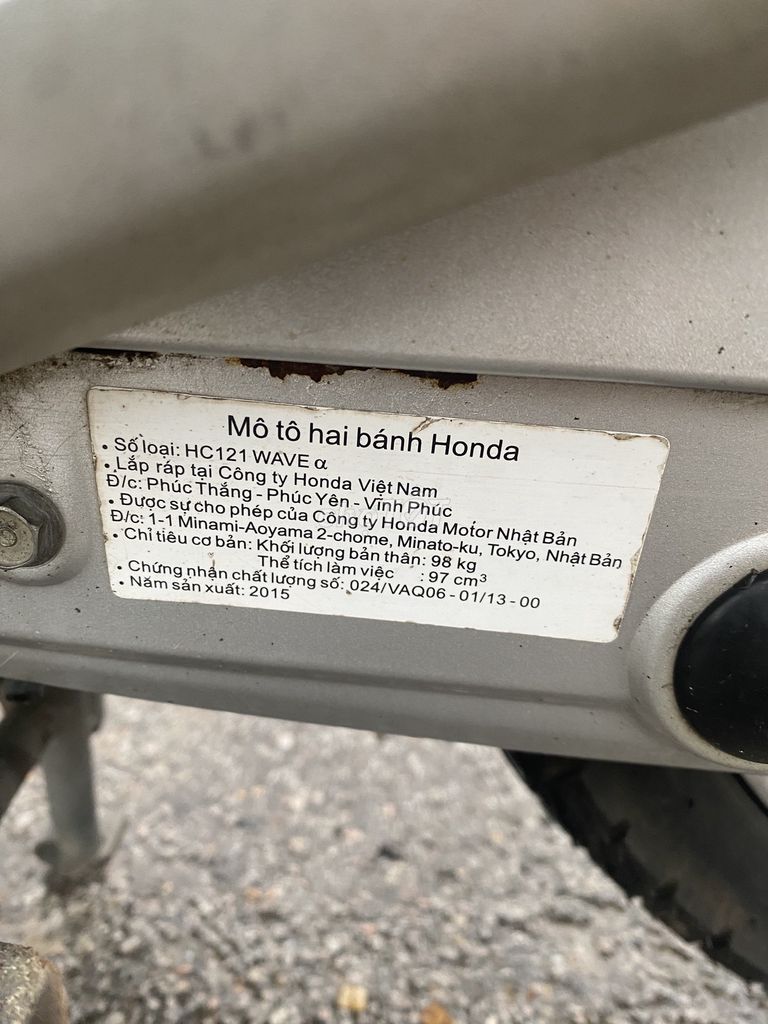 Mô tô hai bánh Honda
• Số loại: HC121 WAVE α
• Lắp ráp tại Công ty Honda Việt Nam
Đ/c: Phúc Thắng - Phúc Yên - Vĩnh Phúc
• Được sự cho phép của Công ty Honda Motor Nhật Bản
Đ/c: 1-1 Minami-Aoyama 2-chome, Minato-ku, Tokyo, Nhật Bản
• Chỉ tiêu cơ bản: Khối lượng bản thân: 98 kg
Thể tích làm việc : 97 cm³
• Chứng nhận chất lượng số: 024/VAQ06 - 01/13 - 00
• Năm sản xuất: 2015